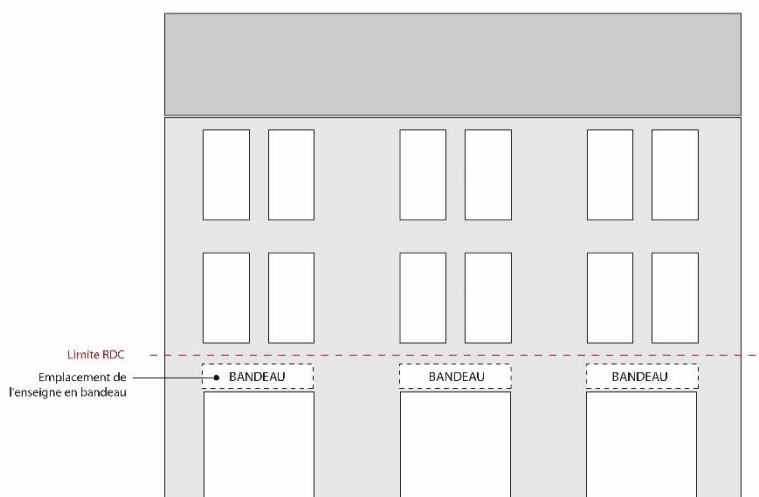 Limite RDC
Emplacement de
l'enseigne en bandeau
BANDEAU
BANDEAU
BANDEAU